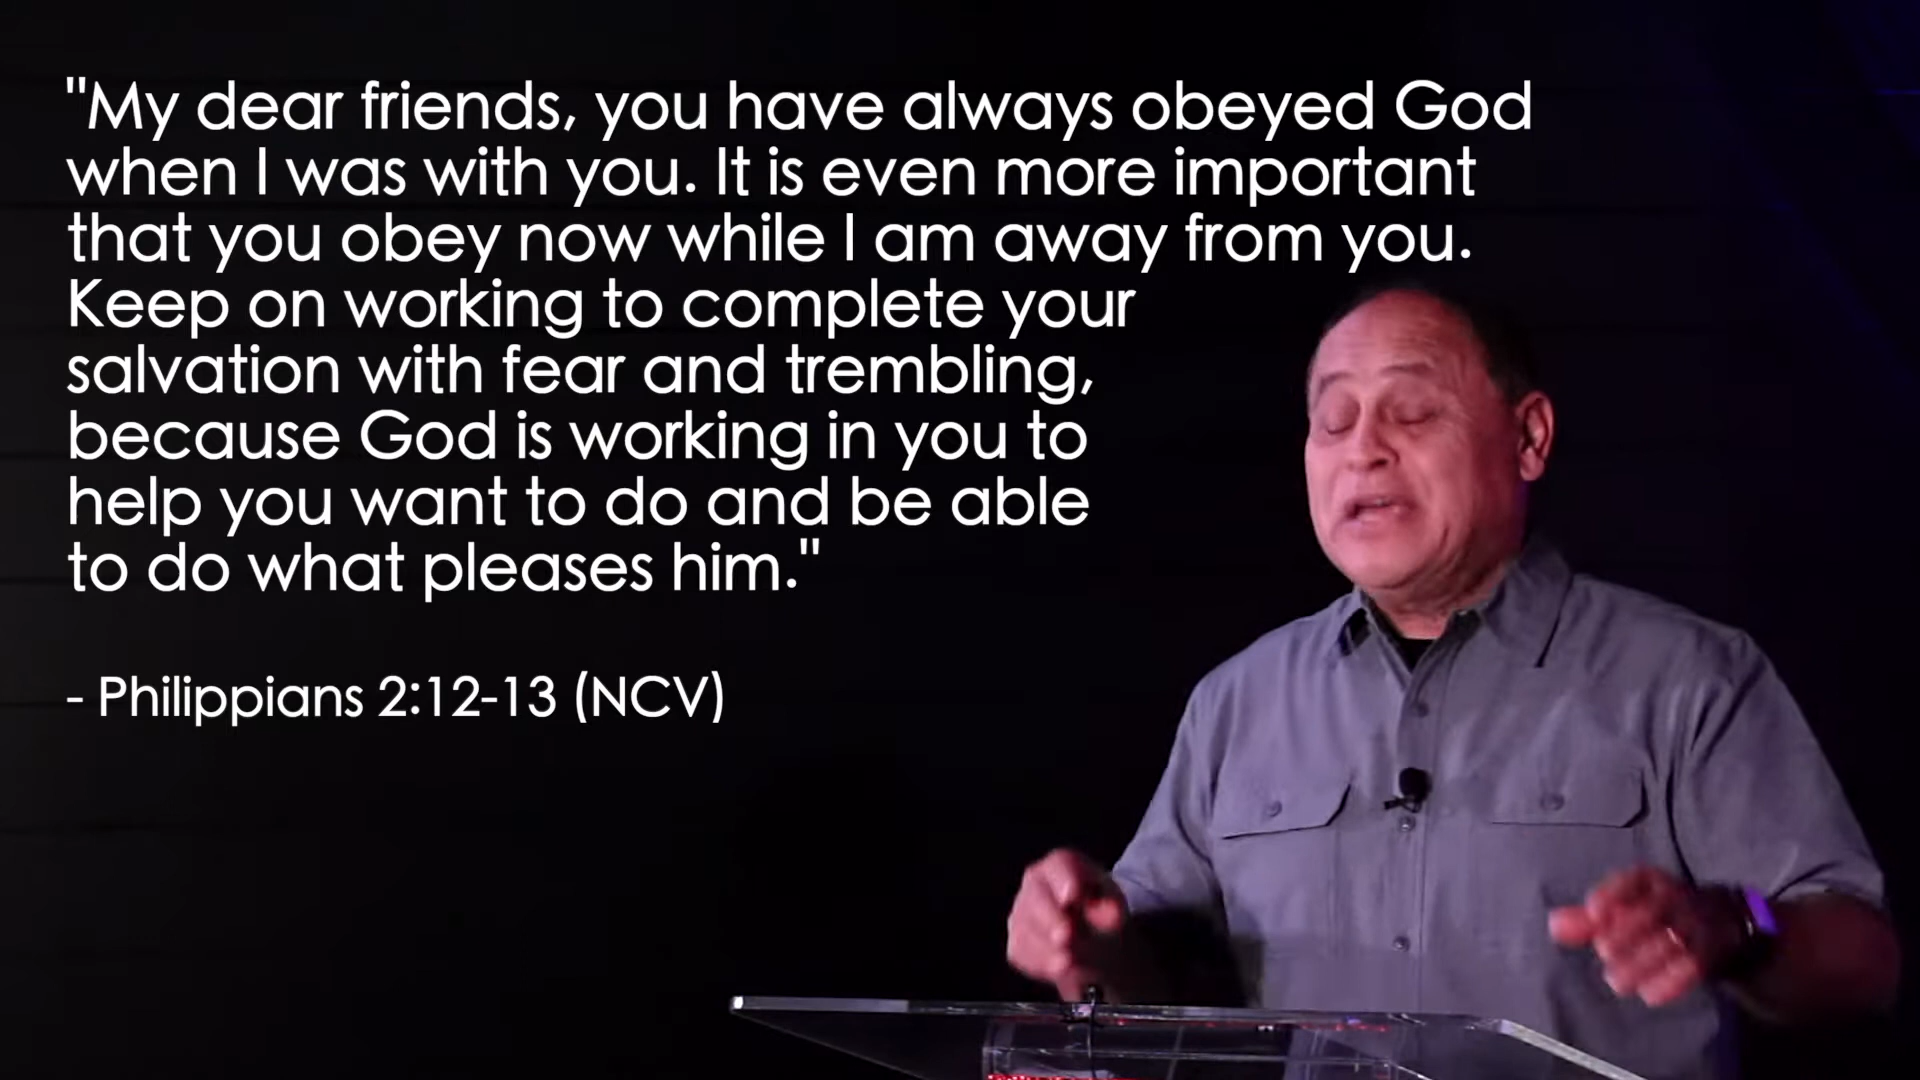 "My dear friends, you have always obeyed God
when I was with you. It is even more important
that you obey now while I am away from you.
Keep on working to complete your
salvation with fear and trembling,
because God is working in you to
help you want to do and be able
to do what pleases him."
- Philippians 2:12-13 (NCV)